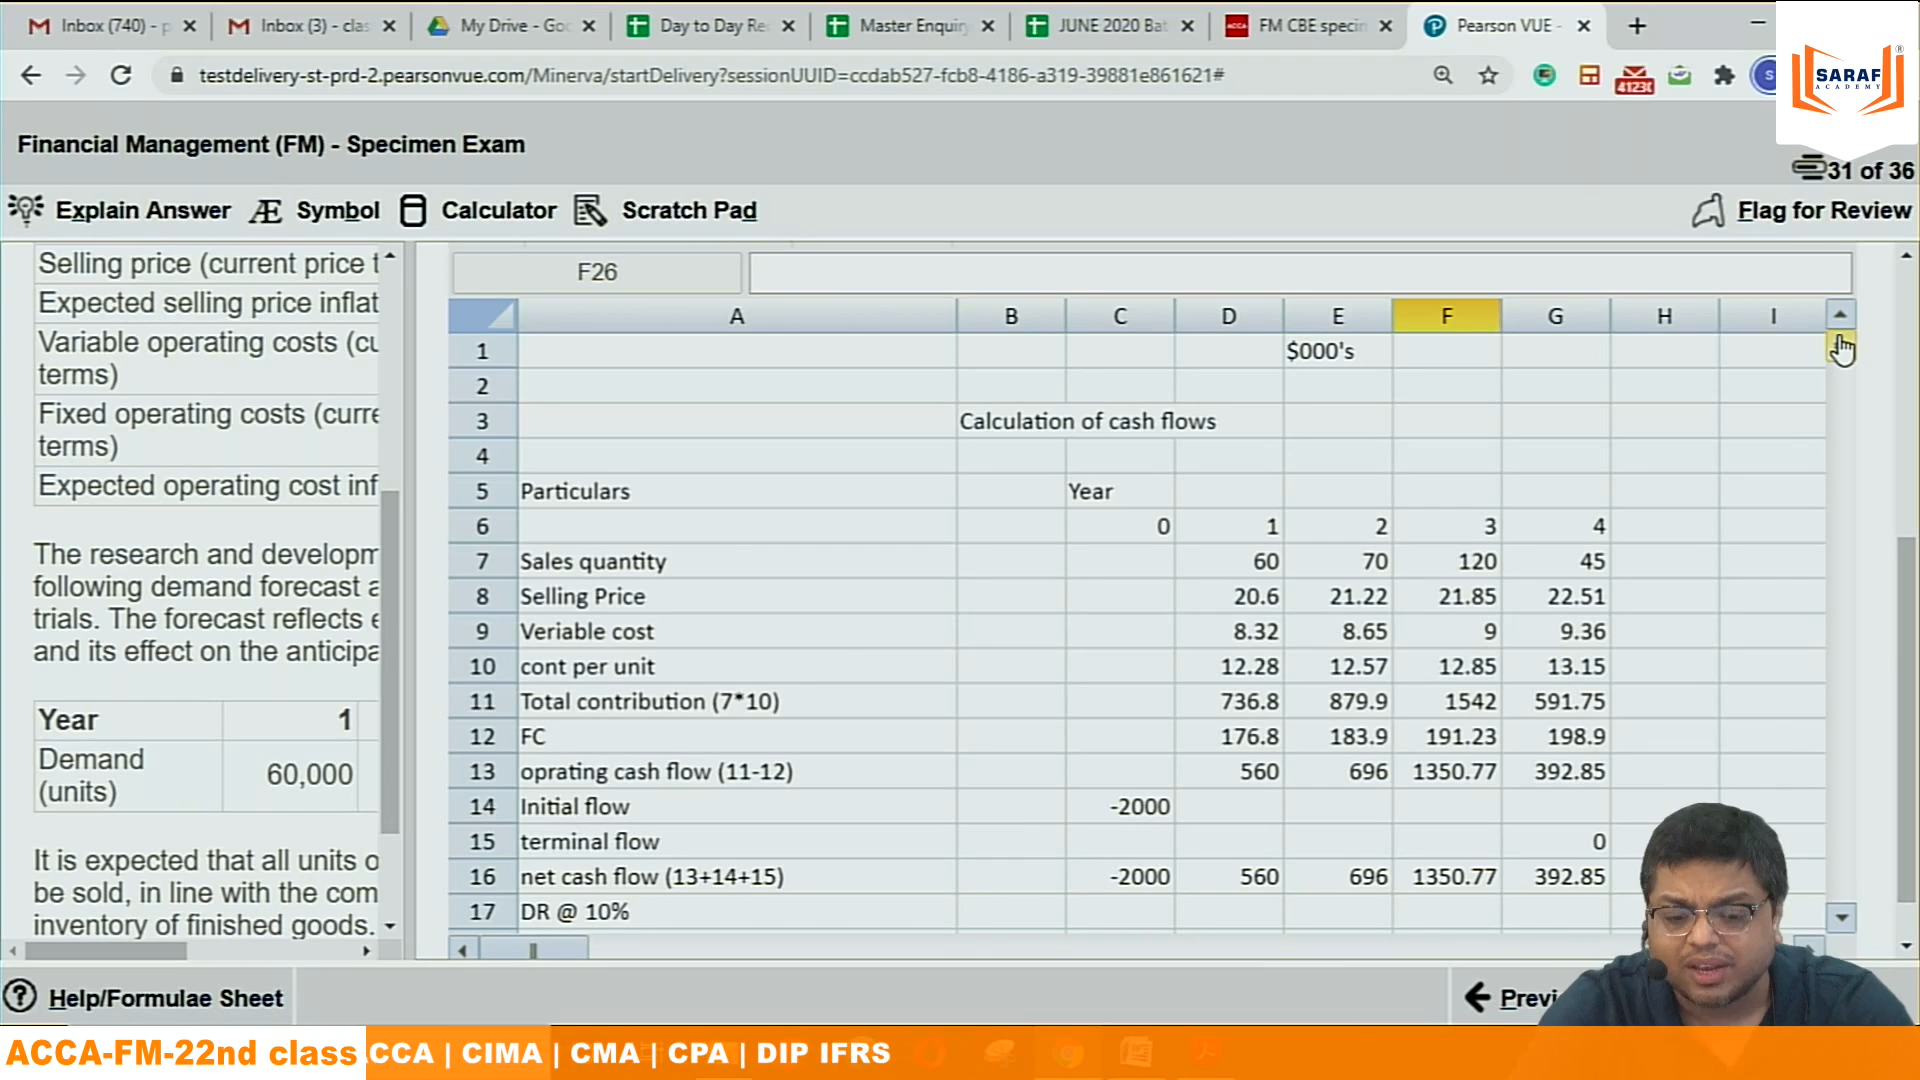 Inbox (740) - p
Inbox (3) - clas
My Drive - Goo
Day to Day Re
Master Enquiry
JUNE 2020 Bat
FM CBE specim
Pearson VUE -
testdelivery-st-prd-2.pearsonvue.com/Minerva/startDelivery?sessionUUID=ccdab527-fcb8-4186-a319-39881e861621#
SARAF
ACADEMY
Financial Management (FM) - Specimen Exam
31 of 36
Explain Answer
Symbol
Calculator
Scratch Pad
Flag for Review
Selling price (current price t
Expected selling price inflat
Variable operating costs (cu
terms)
Fixed operating costs (curre
terms)
Expected operating cost inf
The research and developm
following demand forecast a
trials. The forecast reflects e
and its effect on the anticipa
Year 1
Demand
(units) 60,000
It is expected that all units o
be sold, in line with the com
inventory of finished goods.
F26
A B C D E F G H I
1 $000's
2
3 Calculation of cash flows
4
5 Particulars Year
6 0 1 2 3 4
7 Sales quantity 60 70 120 45
8 Selling Price 20.6 21.22 21.85 22.51
9 Veriable cost 8.32 8.65 9 9.36
10 cont per unit 12.28 12.57 12.85 13.15
11 Total contribution (7*10) 736.8 879.9 1542 591.75
12 FC 176.8 183.9 191.23 198.9
13 oprating cash flow (11-12) 560 696 1350.77 392.85
14 Initial flow -2000
15 terminal flow 0
16 net cash flow (13+14+15) -2000 560 696 1350.77 392.85
17 DR @ 10%
Help/Formulae Sheet
Previ
ACCA-FM-22nd class
CCA | CIMA | CMA | CPA | DIP IFRS